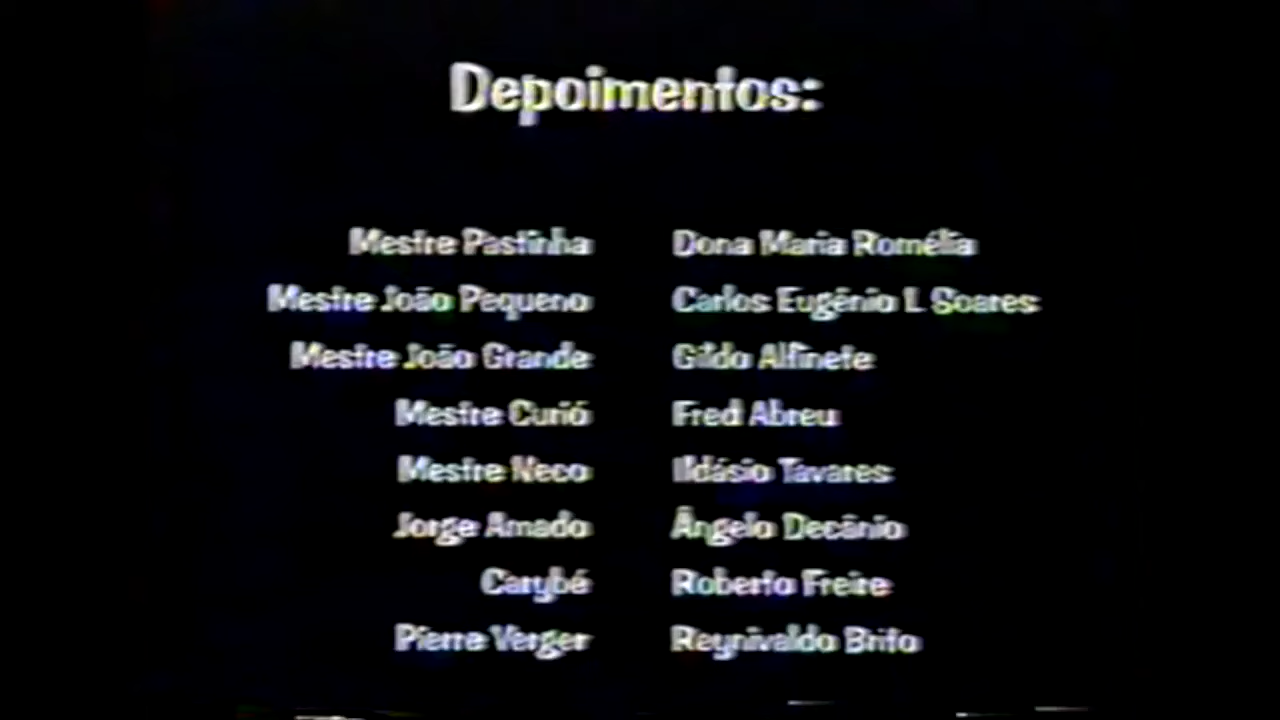 Depoimentos:
Mestre Pastinha
Mestre João Pequeno
Mestre João Grande
Mestre Curió
Mestre Neco
Jorge Amado
Carybé
Pierre Verger
Dona Maria Romélia
Carlos Eugênio L Soares
Gildo Alfinete
Fred Abreu
Ildásio Tavares
Ângelo Decânio
Roberto Freire
Reynivaldo Brito